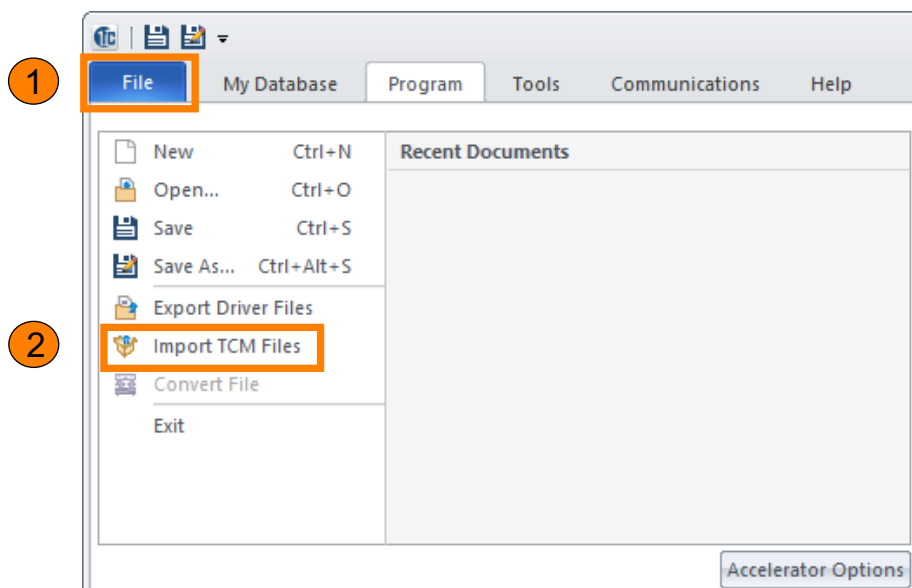 TC
1
File My Database Program Tools Communications Help
New Ctrl+N Recent Documents
Open... Ctrl+O
Save Ctrl+S
Save As... Ctrl+Alt+S
Export Driver Files
2
Import TCM Files
Convert File
Exit
Accelerator Options